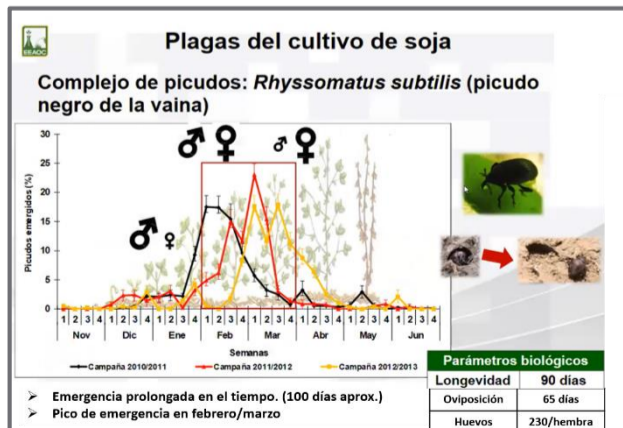 EEAOC
Plagas del cultivo de soja
Complejo de picudos: Rhyssomatus subtilis (picudo
negro de la vaina)
Picudos emergidos (%)
30
25
20
15
10
5
0
1 2 3 4 1 2 3 4 1 2 3 4 1 2 3 4 1 2 3 4 1 2 3 4 1 2 3 4 1 2 3 4
Nov Dic Ene Feb Mar Abr May Jun
Semanas
Campaña 2010/2011 Campaña 2011/2012 Campaña 2012/2013
➢ Emergencia prolongada en el tiempo. (100 días aprox.)
➢ Pico de emergencia en febrero/marzo
Parámetros biológicos
Longevidad 90 días
Oviposición 65 días
Huevos 230/hembra